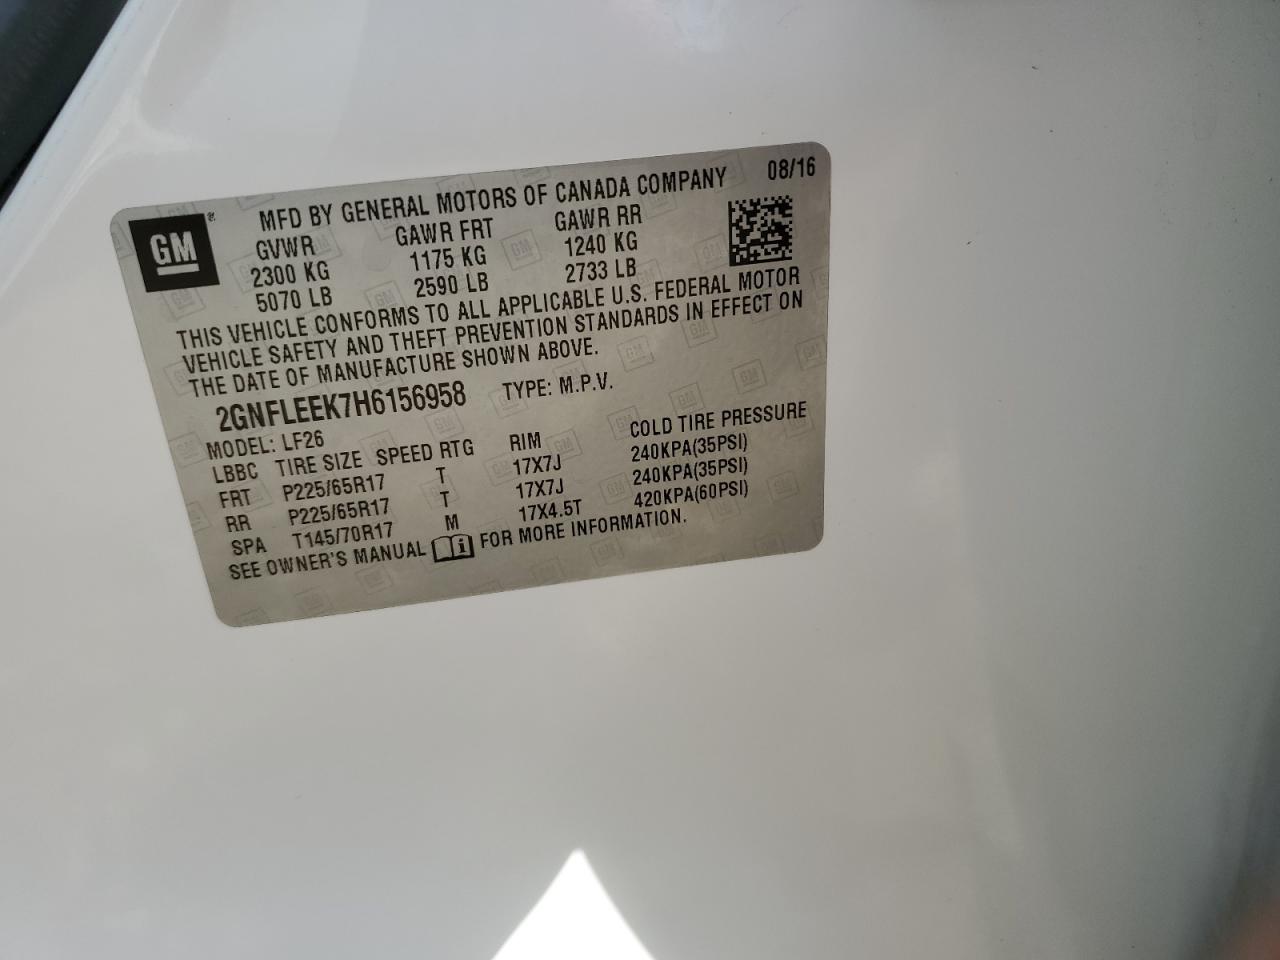 GM ®
MFD BY GENERAL MOTORS OF CANADA COMPANY 08/16
GVWR GAWR FRT GAWR RR
2300 KG 1175 KG 1240 KG
5070 LB 2590 LB 2733 LB
THIS VEHICLE CONFORMS TO ALL APPLICABLE U.S. FEDERAL MOTOR
VEHICLE SAFETY AND THEFT PREVENTION STANDARDS IN EFFECT ON
THE DATE OF MANUFACTURE SHOWN ABOVE.
2GNFLEEK7H6156958 TYPE: M.P.V.
MODEL: LF26
LBBC TIRE SIZE SPEED RTG RIM COLD TIRE PRESSURE
FRT P225/65R17 T 17X7J 240KPA(35PSI)
RR P225/65R17 T 17X7J 240KPA(35PSI)
SPA T145/70R17 M 17X4.5T 420KPA(60PSI)
SEE OWNER'S MANUAL i FOR MORE INFORMATION.